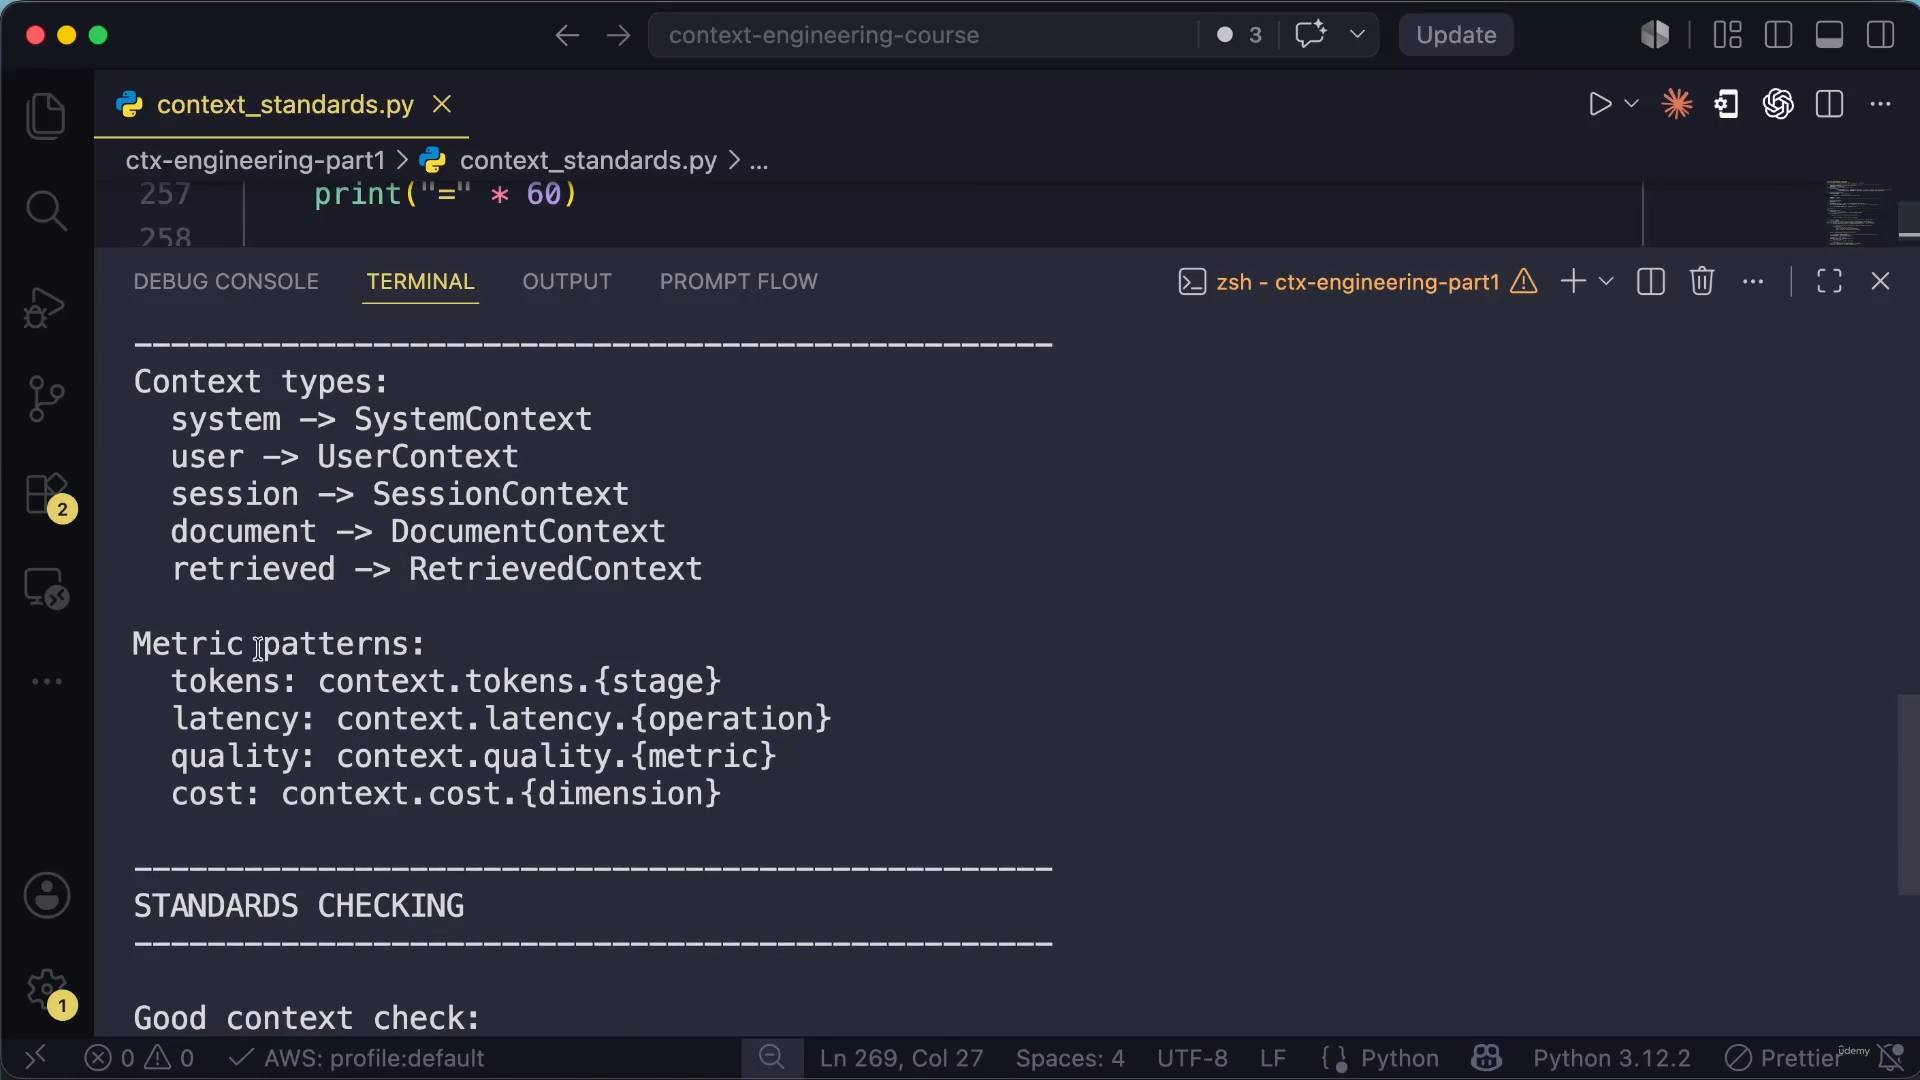 context-engineering-course
3
Update
context_standards.py
ctx-engineering-part1 > context_standards.py > ...
257 print("=" * 60)
258
DEBUG CONSOLE TERMINAL OUTPUT PROMPT FLOW
zsh - ctx-engineering-part1
--------------------------------------------------
Context types:
system -> SystemContext
user -> UserContext
session -> SessionContext
document -> DocumentContext
retrieved -> RetrievedContext
Metric patterns:
tokens: context.tokens.{stage}
latency: context.latency.{operation}
quality: context.quality.{metric}
cost: context.cost.{dimension}
--------------------------------------------------
STANDARDS CHECKING
--------------------------------------------------
Good context check:
2
1
0 0 AWS: profile:default Ln 269, Col 27 Spaces: 4 UTF-8 LF Python Python 3.12.2 Prettier
udemy